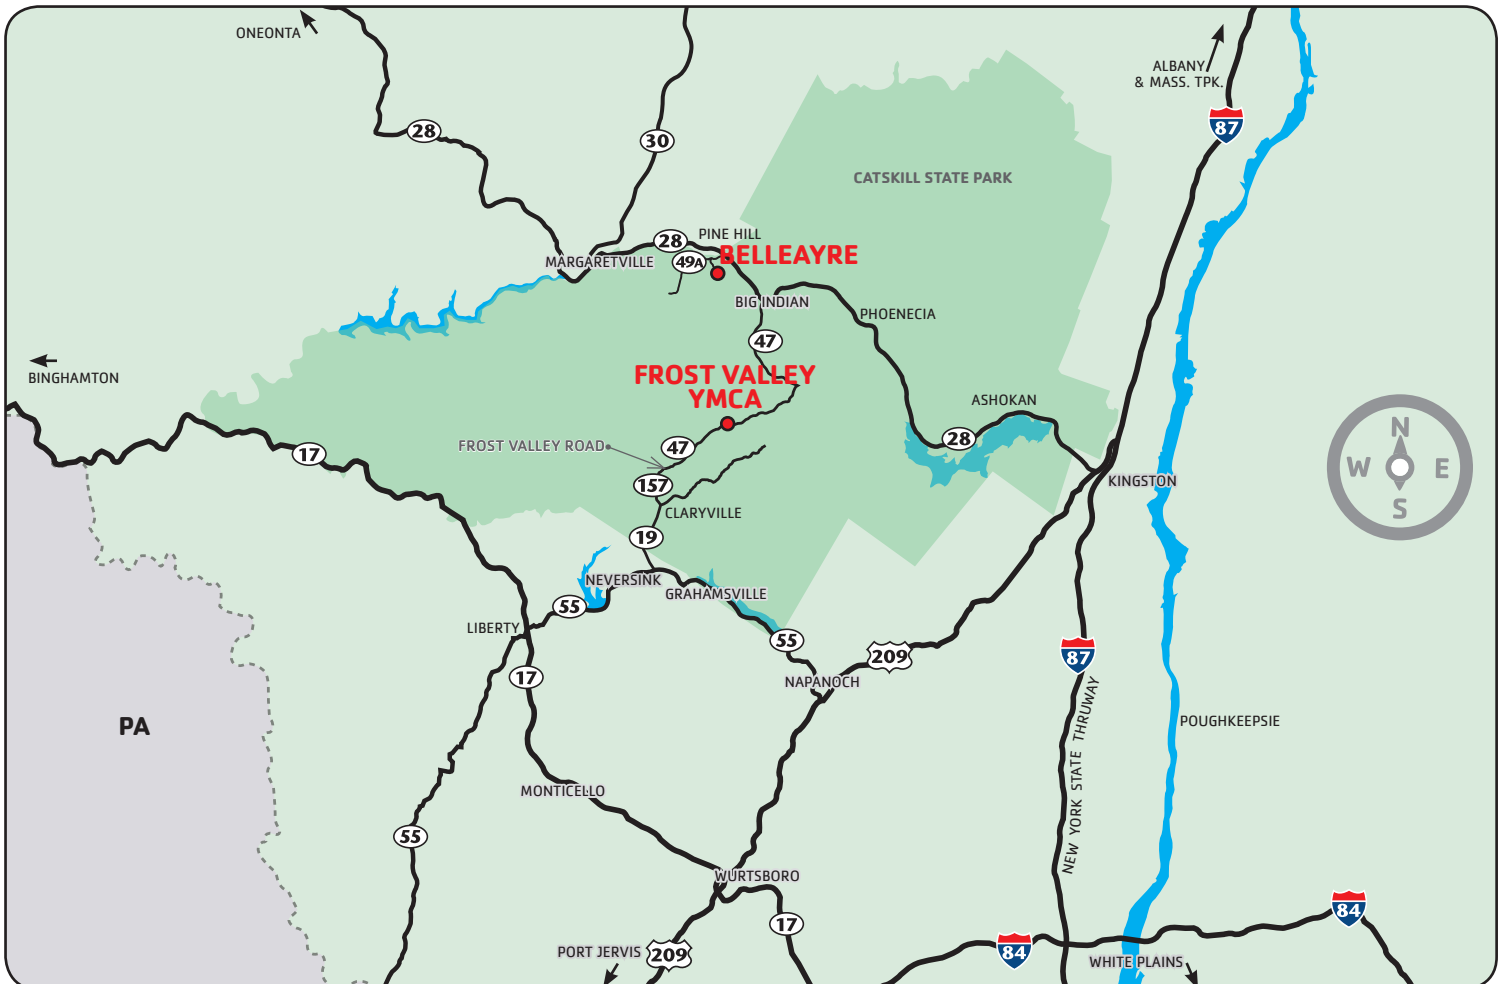 ONEONTA
ALBANY
& MASS. TPK.
87
28
30
CATSKILL STATE PARK
PINE HILL
28
BELLEAYRE
MARGARETVILLE
49A
BIG INDIAN
PHOENECIA
47
BINGHAMTON
FROST VALLEY
YMCA
ASHOKAN
N
W
E
S
28
FROST VALLEY ROAD
47
17
KINGSTON
157
CLARYVILLE
19
NEVERSINK
GRAHAMSVILLE
55
LIBERTY
55
209
87
17
NAPANOCH
PA
POUGHKEEPSIE
NEW YORK STATE THRUWAY
MONTICELLO
55
WURTSBORO
84
17
PORT JERVIS
209
84
WHITE PLAINS